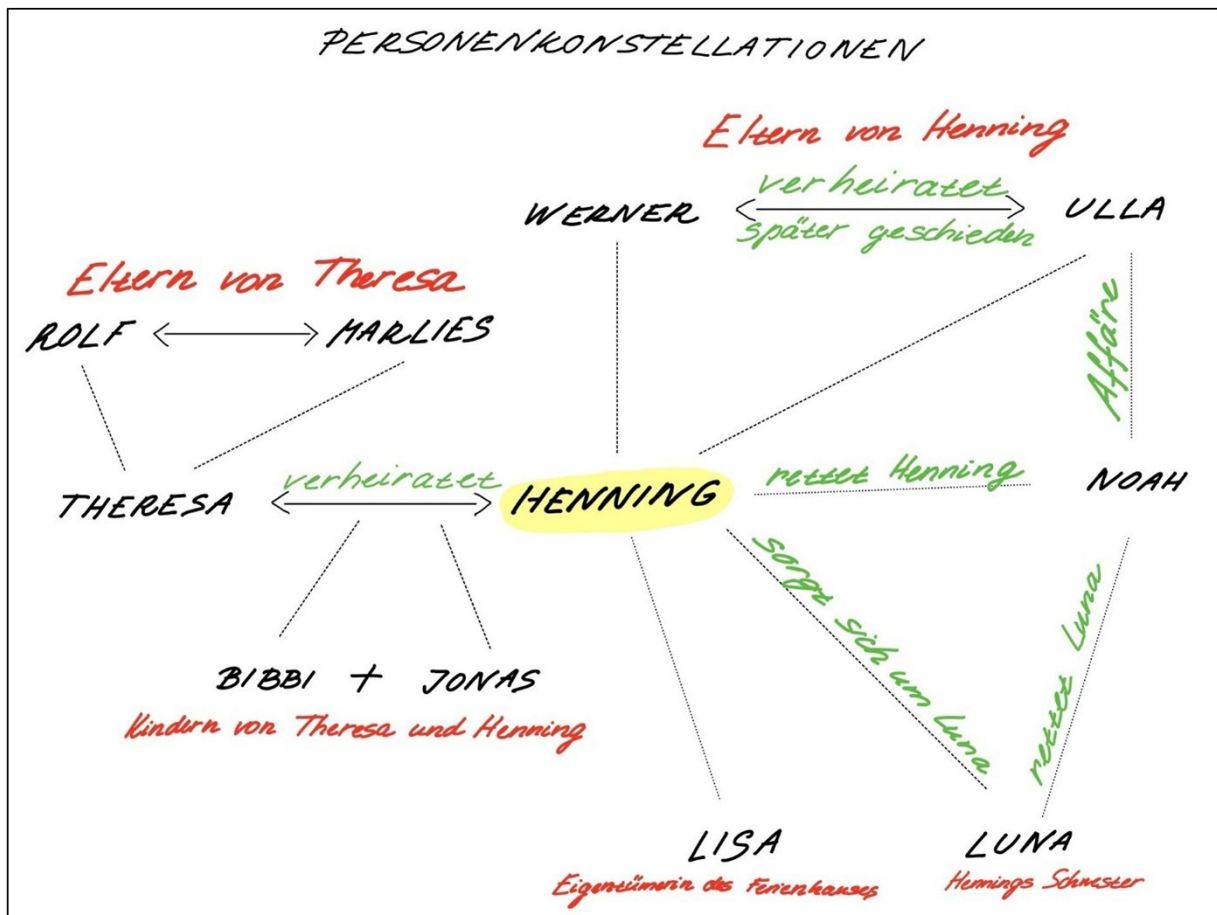 PERSONENKONSTELLATIONEN
Eltern von Henning
WERNER verheiratet ULLA
später geschieden
Eltern von Theresa
ROLF MARLIES
Affäre
THERESA verheiratet HENNING rettet Henning NOAH
sorgt sich um Luna
rettet Luna
BIBBI + JONAS
Kindern von Theresa und Henning
LISA LUNA
Eigentümerin des Ferienhauses Hennings Schwester